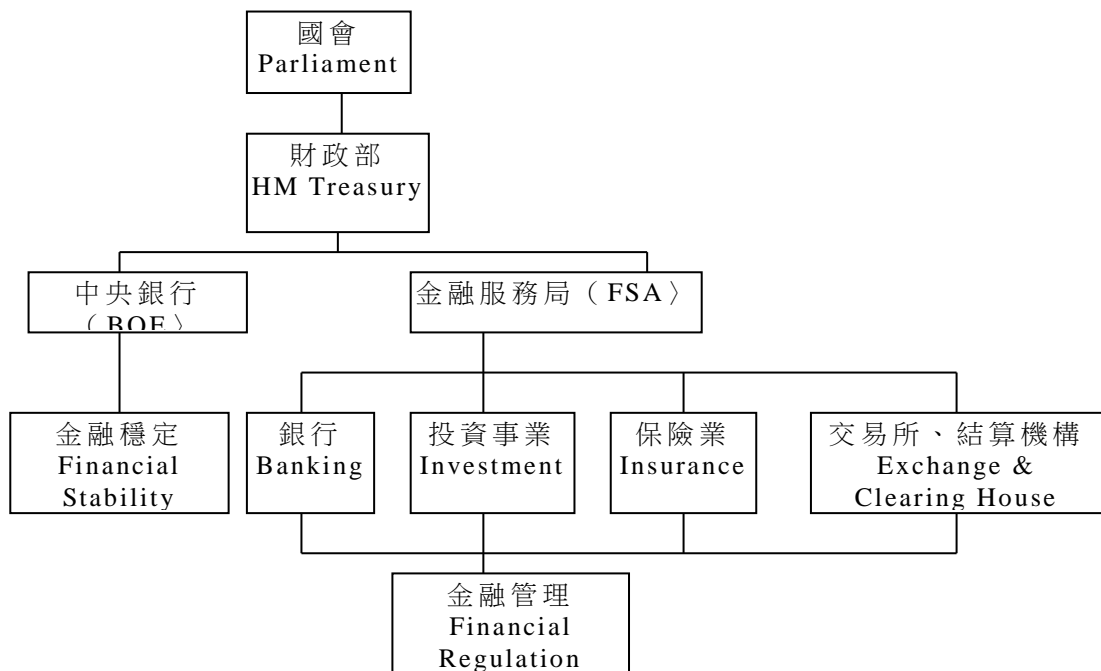 國會
Parliament
財政部
HM Treasury
中央銀行
（BOE）
金融服務局（FSA）
金融穩定
Financial
Stability
銀行
Banking
投資事業
Investment
保險業
Insurance
交易所、結算機構
Exchange &
Clearing House
金融管理
Financial
Regulation